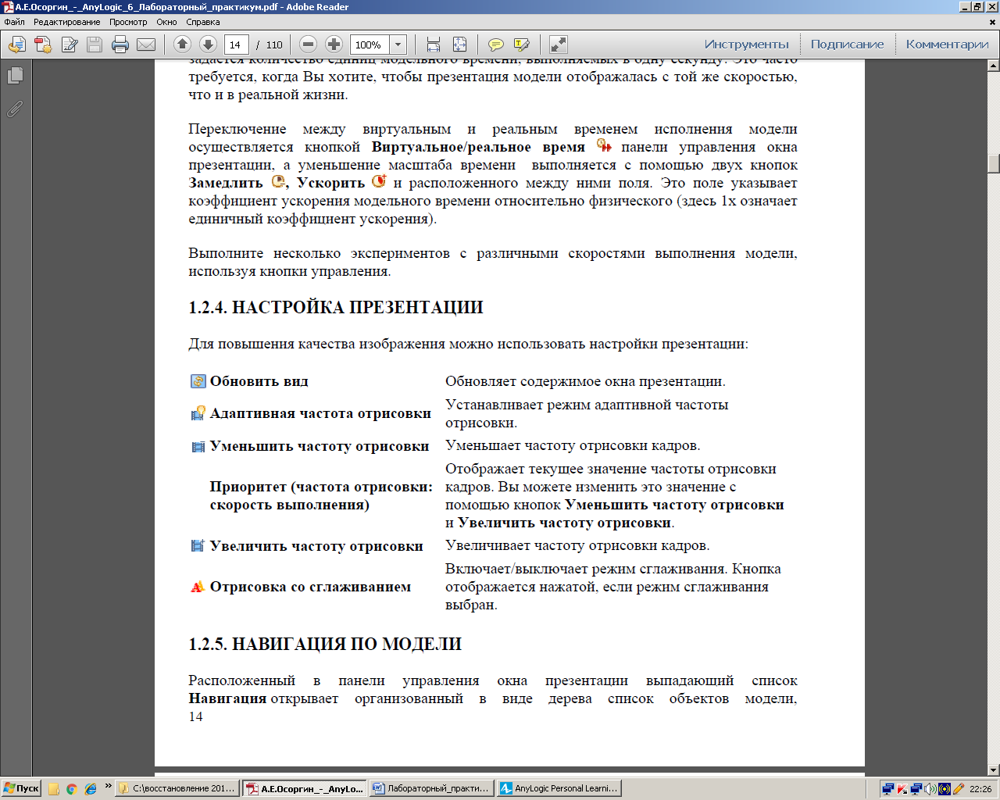 А.Е.Осоргин_-_AnyLogic_6_Лабораторный_практикум.pdf - Adobe Reader
Файл Редактирование Просмотр Окно Справка
14 / 110 100% Инструменты Подписание Комментарии
задается количество единиц модельного времени, выполняемых в одну секунду. Это часто
требуется, когда Вы хотите, чтобы презентация модели отображалась с той же скоростью,
что и в реальной жизни.
Переключение между виртуальным и реальным временем исполнения модели
осуществляется кнопкой Виртуальное/реальное время панели управления окна
презентации, а уменьшение масштаба времени выполняется с помощью двух кнопок
Замедлить , Ускорить и расположенного между ними поля. Это поле указывает
коэффициент ускорения модельного времени относительно физического (здесь 1x означает
единичный коэффициент ускорения).
Выполните несколько экспериментов с различными скоростями выполнения модели,
используя кнопки управления.
1.2.4. НАСТРОЙКА ПРЕЗЕНТАЦИИ
Для повышения качества изображения можно использовать настройки презентации:
Обновить вид Обновляет содержимое окна презентации.
Адаптивная частота отрисовки Устанавливает режим адаптивной частоты
отрисовки.
Уменьшить частоту отрисовки Уменьшает частоту отрисовки кадров.
Приоритет (частота отрисовки:
скорость выполнения)
Отображает текущее значение частоты отрисовки
кадров. Вы можете изменить это значение с
помощью кнопок Уменьшить частоту отрисовки
и Увеличить частоту отрисовки.
Увеличить частоту отрисовки Увеличивает частоту отрисовки кадров.
Отрисовка со сглаживанием
Включает/выключает режим сглаживания. Кнопка
отображается нажатой, если режим сглаживания
выбран.
1.2.5. НАВИГАЦИЯ ПО МОДЕЛИ
Расположенный в панели управления окна презентации выпадающий список
Навигация открывает организованный в виде дерева список объектов модели,
14
Пуск » C:\восстановление 201... А.Е.Осоргин_-_AnyLo... Лабораторный_практи... AnyLogic Personal Learni... 22:26